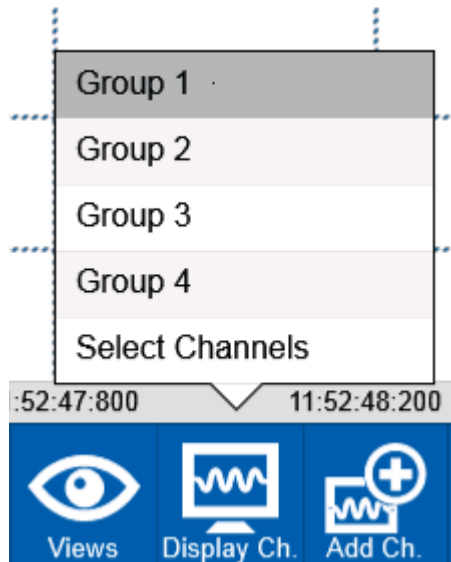 Group 1
Group 2
Group 3
Group 4
Select Channels
:52:47:800 11:52:48:200
Views Display Ch. Add Ch.